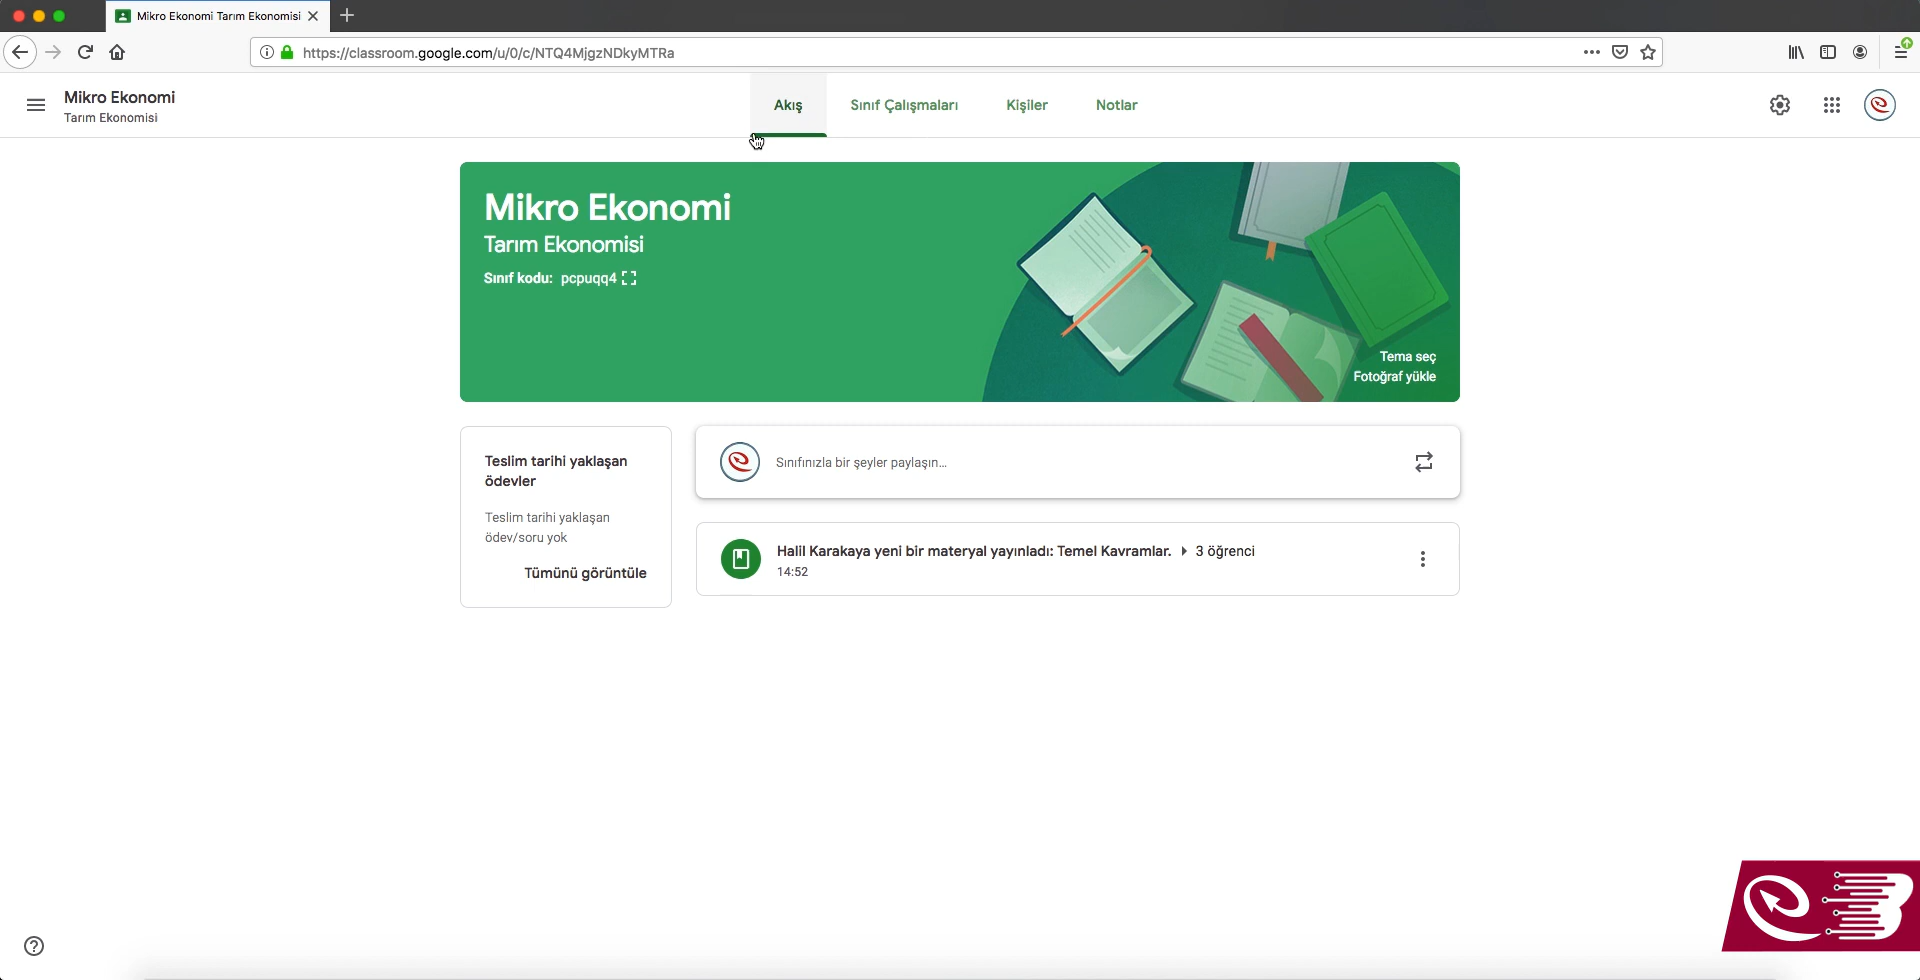 Mikro Ekonomi Tarım Ekonomisi
https://classroom.google.com/u/0/c/NTQ4MjgzNDkyMTRa
Mikro Ekonomi
Tarım Ekonomisi
Akış
Sınıf Çalışmaları
Kişiler
Notlar
Mikro Ekonomi
Tarım Ekonomisi
Sınıf kodu: pcpuqq4
Tema seç
Fotoğraf yükle
Teslim tarihi yaklaşan
ödevler
Teslim tarihi yaklaşan
ödev/soru yok
Tümünü görüntüle
Sınıfınızla bir şeyler paylaşın...
Halil Karakaya yeni bir materyal yayınladı: Temel Kavramlar. 3 öğrenci
14:52